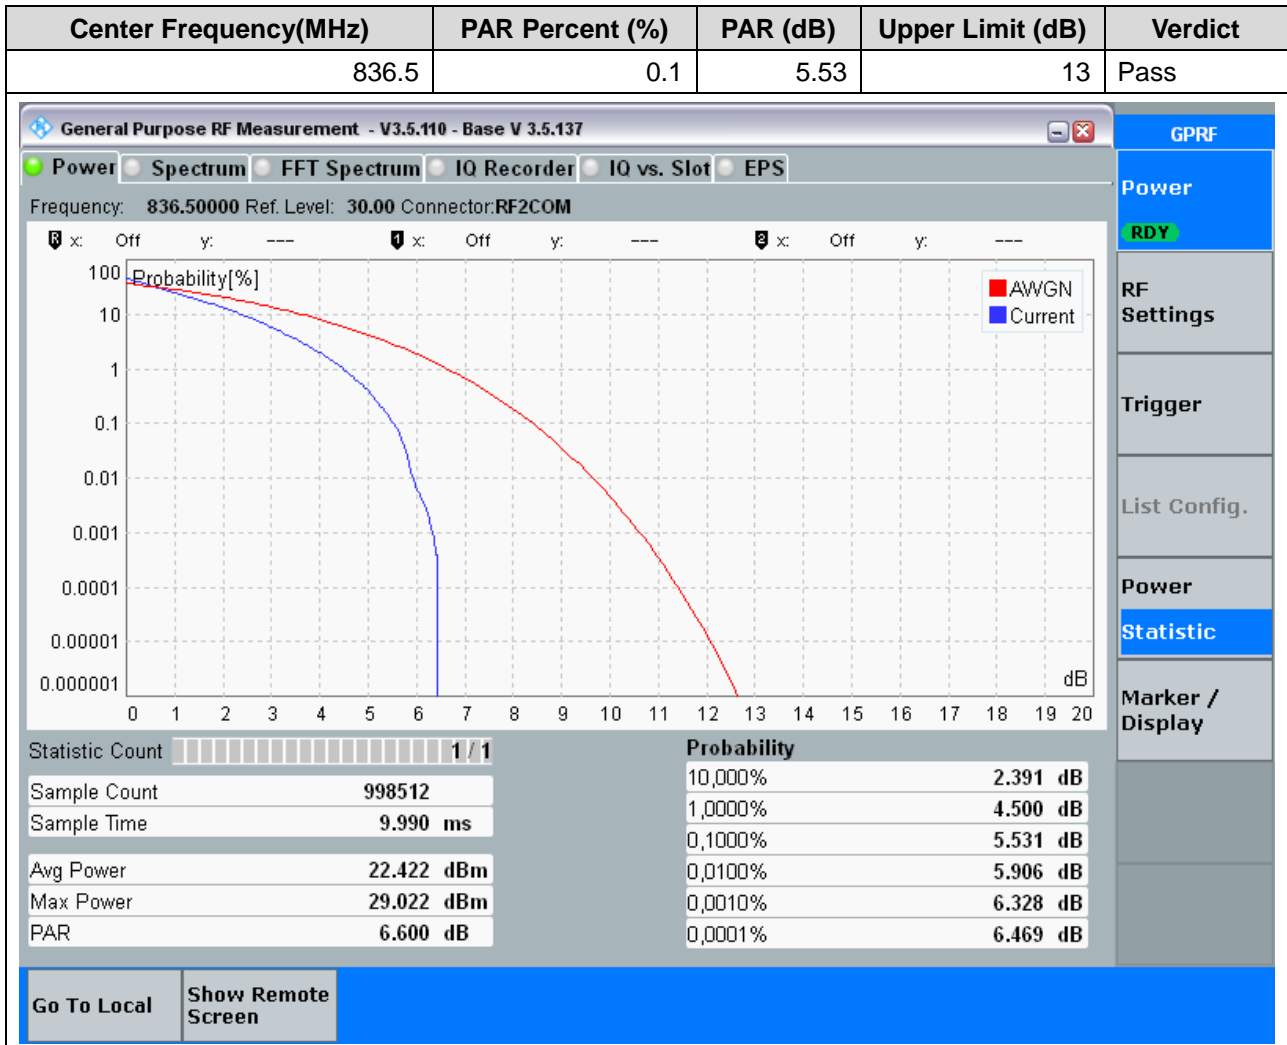 Center Frequency(MHz) PAR Percent (%) PAR (dB) Upper Limit (dB) Verdict
836.5 0.1 5.53 13 Pass
General Purpose RF Measurement - V3.5.110 - Base V 3.5.137
GPRF
Power Spectrum FFT Spectrum IQ Recorder IQ vs. Slot EPS
Frequency: 836.50000 Ref. Level: 30.00 Connector:RF2COM
R x: Off y: --- 1 x: Off y: --- 2 x: Off y: ---
Probability[%]
AWGN
Current
100
10
1
0.1
0.01
0.001
0.0001
0.00001
0.000001
dB
0 1 2 3 4 5 6 7 8 9 10 11 12 13 14 15 16 17 18 19 20
Statistic Count 1 / 1
Sample Count 998512
Sample Time 9.990 ms
Avg Power 22.422 dBm
Max Power 29.022 dBm
PAR 6.600 dB
Probability
10,000% 2.391 dB
1,0000% 4.500 dB
0,1000% 5.531 dB
0,0100% 5.906 dB
0,0010% 6.328 dB
0,0001% 6.469 dB
Power
RDY
RF
Settings
Trigger
List Config.
Power
Statistic
Marker /
Display
Go To Local
Show Remote
Screen